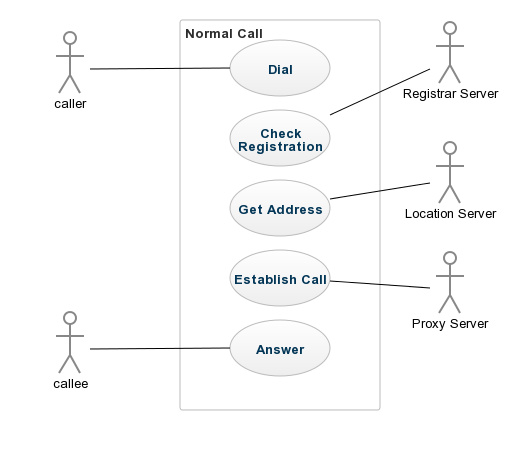 Normal Call
caller
Dial
Registrar Server
Check
Registration
Location Server
Get Address
Establish Call
Proxy Server
callee
Answer